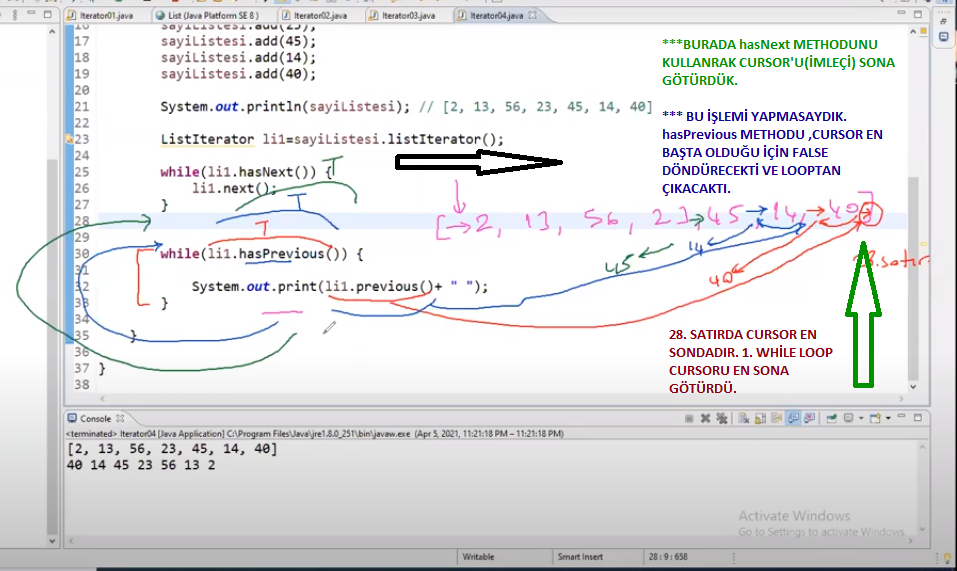 Iterator01.java
List (Java Platform SE 8 )
Iterator02.java
Iterator03.java
Iterator04.java
16
17 sayiListesi.add(45);
18 sayiListesi.add(14);
19 sayiListesi.add(40);
20
21 System.out.println(sayiListesi); // [2, 13, 56, 23, 45, 14, 40]
22
23 ListIterator li1=sayiListesi.listIterator();
24
25 while(li1.hasNext()) { T
26 li1.next();
27 }
28
29
30 while(li1.hasPrevious()) {
31
32 System.out.print(li1.previous()+ " ");
33 }
34
35 }
36
37 }
38
***BURADA hasNext METHODUNU
KULLANRAK CURSOR'U(İMLEÇİ) SONA
GÖTÜRDÜK.
*** BU İŞLEMİ YAPMASAYDIK.
hasPrevious METHODU ,CURSOR EN
BAŞTA OLDUĞU İÇİN FALSE
DÖNDÜRECEKTİ VE LOOPTAN
ÇIKACAKTI.
T
T
[→2, 13, 56, 23→45→14→40→]
45
14
40
28. SATIRDA CURSOR EN
SONDADIR. 1. WHİLE LOOP
CURSORU EN SONA
GÖTÜRDÜ.
Console
<terminated> Iterator04 [Java Application] C:\Program Files\Java\jre1.8.0_251\bin\javaw.exe (Apr 5, 2021, 11:21:18 PM – 11:21:18 PM)
[2, 13, 56, 23, 45, 14, 40]
40 14 45 23 56 13 2
Activate Windows
Go to Settings to activate Windows.
Writable
Smart Insert
28 : 9 : 658